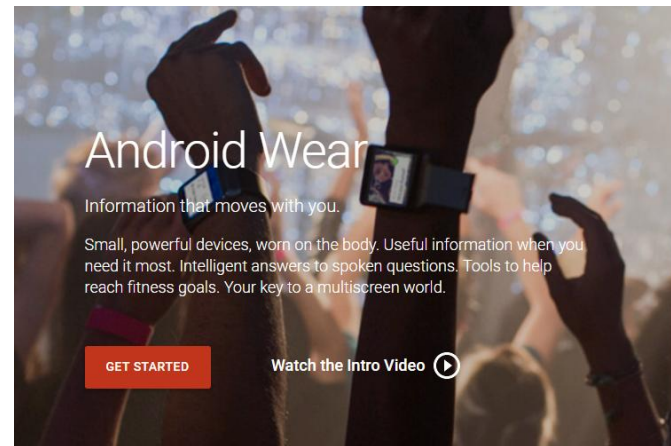 Android Wear
Information that moves with you.
Small, powerful devices, worn on the body. Useful information when you
need it most. Intelligent answers to spoken questions. Tools to help
reach fitness goals. Your key to a multiscreen world.
GET STARTED
Watch the Intro Video